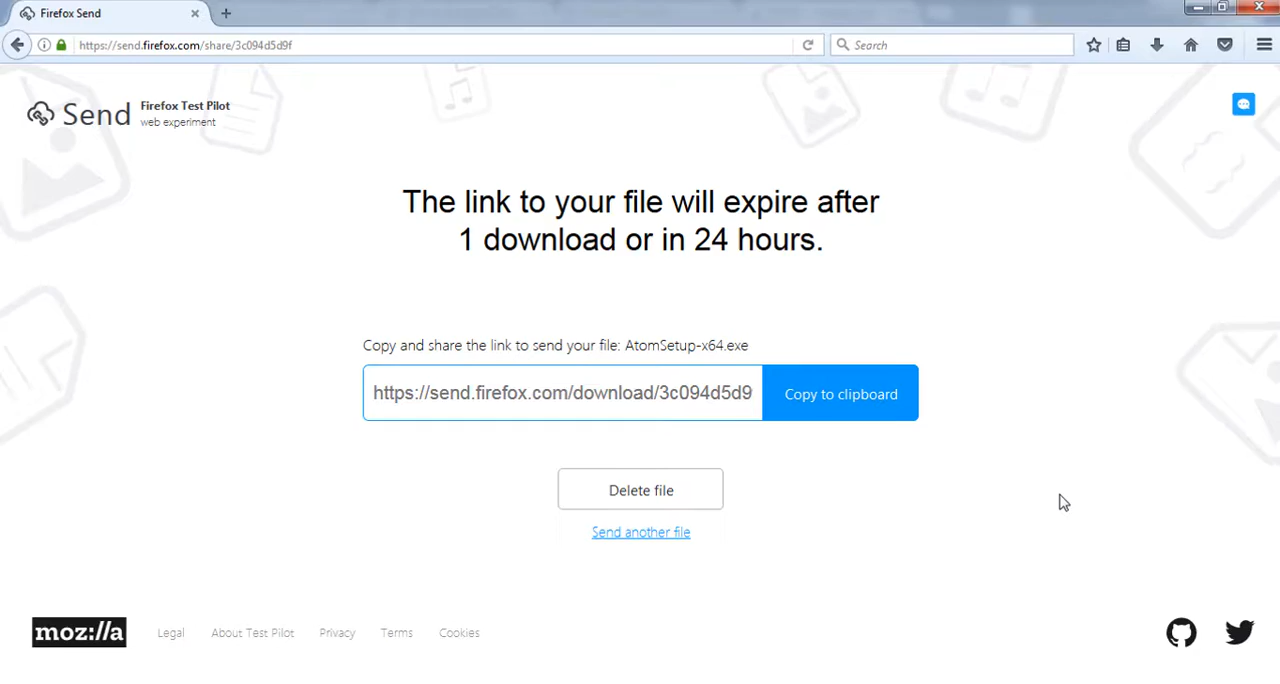 Firefox Send
https://send.firefox.com/share/3c094d5d9f
Search
Send
Firefox Test Pilot
web experiment
The link to your file will expire after
1 download or in 24 hours.
Copy and share the link to send your file: AtomSetup-x64.exe
https://send.firefox.com/download/3c094d5d9
Copy to clipboard
Delete file
Send another file
moz://a
Legal
About Test Pilot
Privacy
Terms
Cookies